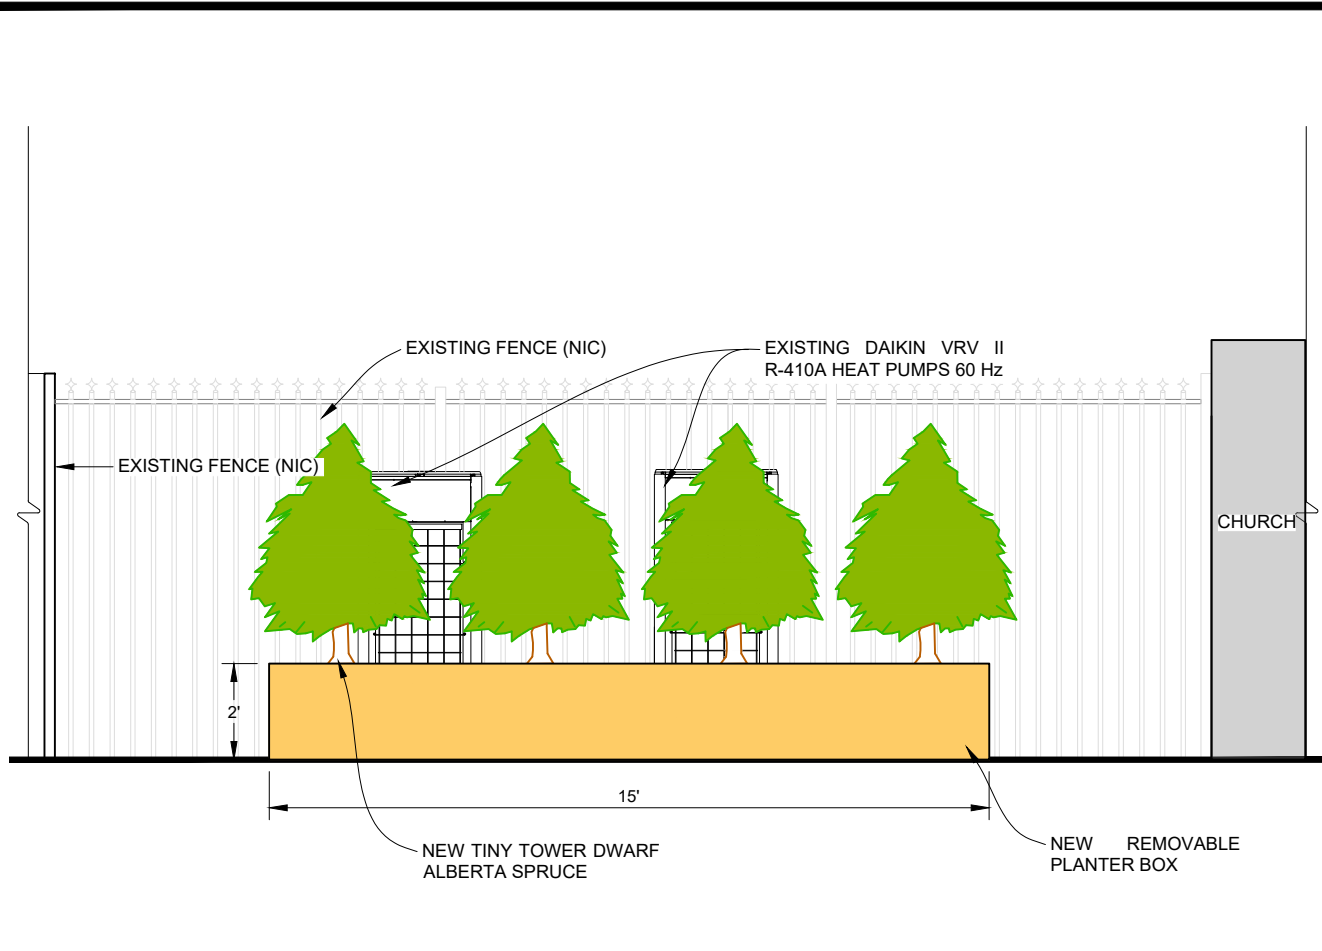 EXISTING FENCE (NIC)
EXISTING DAIKIN VRV II
R-410A HEAT PUMPS 60 Hz
EXISTING FENCE (NIC)
CHURCH
2'
15'
NEW TINY TOWER DWARF
ALBERTA SPRUCE
NEW REMOVABLE
PLANTER BOX